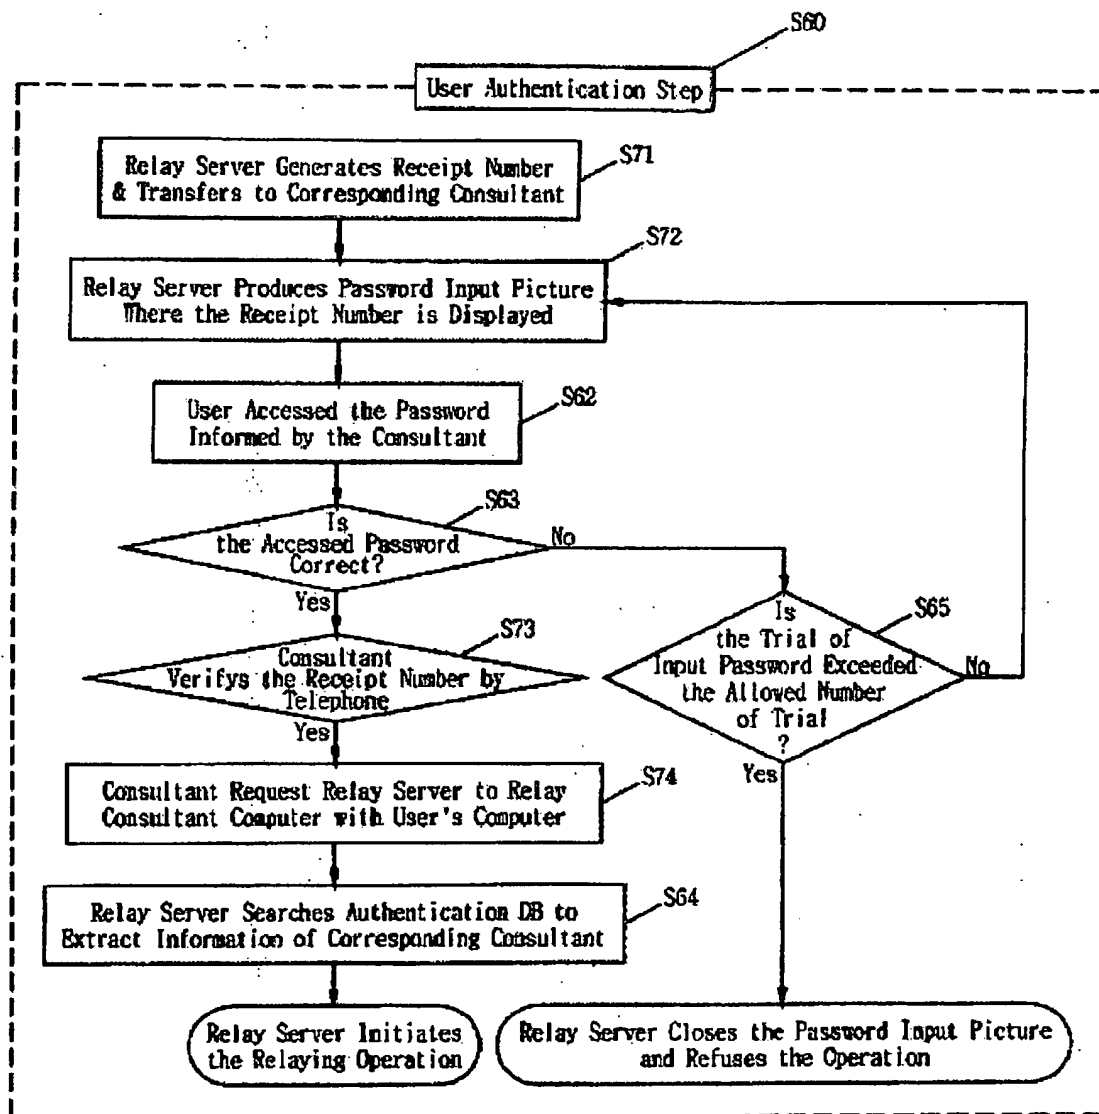 S60
User Authentication Step
S71
Relay Server Generates Receipt Number
& Transfers to Corresponding Consultant
S72
Relay Server Produces Password Input Picture
Where the Receipt Number is Displayed
S62
User Accessed the Password
Informed by the Consultant
S63
Is
the Accessed Password
Correct?
No
Yes
S65
Is
the Trial of
Input Password Exceeded
the Allowed Number
of Trial
?
No
Yes
S73
Consultant
Verifys the Receipt Number by
Telephone
Yes
S74
Consultant Request Relay Server to Relay
Consultant Computer with User's Computer
S64
Relay Server Searches Authentication DB to
Extract Information of Corresponding Consultant
Relay Server Initiates
the Relaying Operation
Relay Server Closes the Password Input Picture
and Refuses the Operation